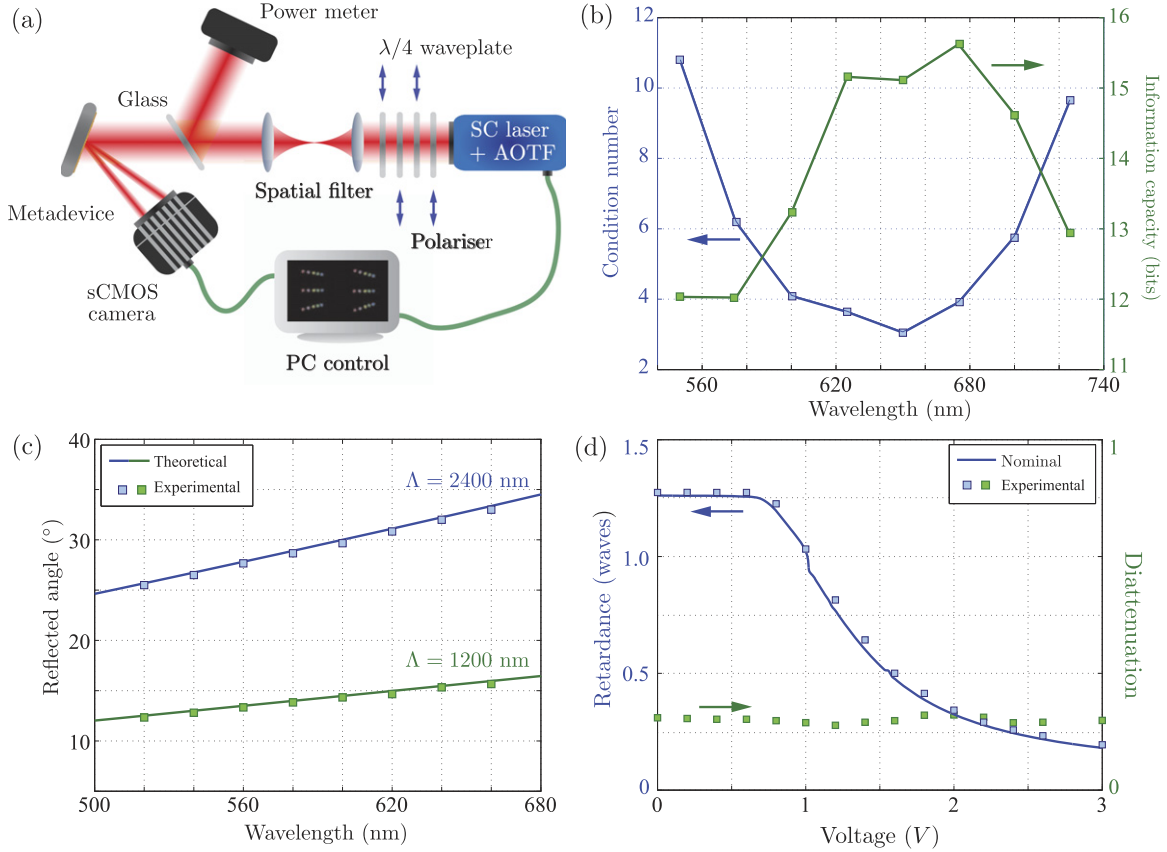 (a)
Power meter
λ/4 waveplate
Glass
SC laser
+ AOTF
Spatial filter
Metadevice
Polariser
sCMOS
camera
PC control
(b)
12
10
8
6
4
2
Condition number
560
620
680
740
Wavelength (nm)
16
15
14
13
12
11
Information capacity (bits)
(c)
40
30
20
10
Reflected angle (°)
Theoretical
Experimental
Λ = 2400 nm
Λ = 1200 nm
500
560
620
680
Wavelength (nm)
(d)
1.5
1.0
0.5
0
Retardance (waves)
Nominal
Experimental
0
1
2
3
Voltage (V)
1
0
Diattenuation